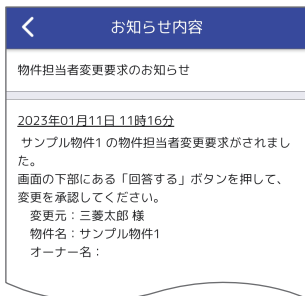 お知らせ内容
物件担当者変更要求のお知らせ
2023年01月11日 11時16分
サンプル物件1 の物件担当者変更要求がされまし
た。
画面の下部にある「回答する」ボタンを押して、
変更を承認してください。
変更元：三菱太郎 様
物件名：サンプル物件1
オーナー名：